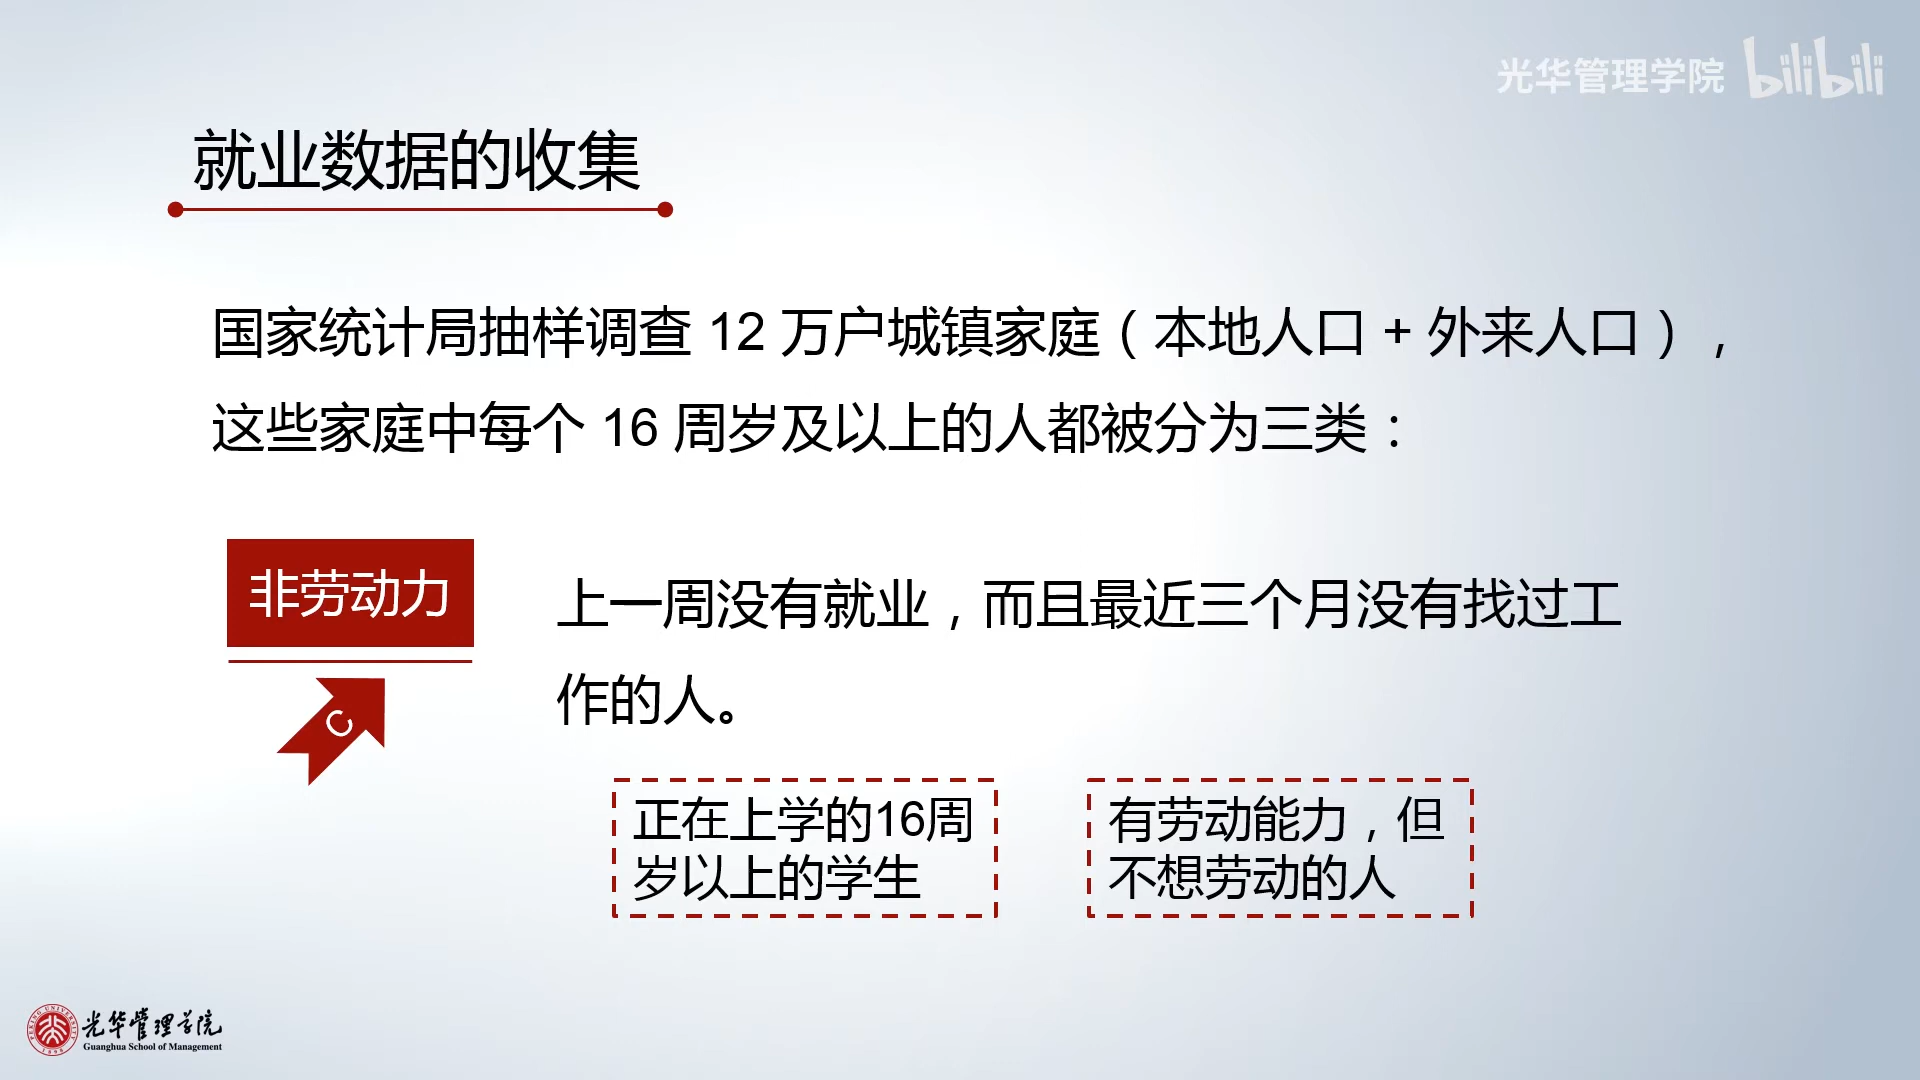 光华管理学院 bilibili
就业数据的收集
国家统计局抽样调查 12 万户城镇家庭（本地人口 + 外来人口），
这些家庭中每个 16 周岁及以上的人都被分为三类：
非劳动力
上一周没有就业，而且最近三个月没有找过工
作的人。
C
正在上学的16周
岁以上的学生
有劳动能力，但
不想劳动的人
PEKING UNIVERSITY
1898
光华管理学院
Guanghua School of Management